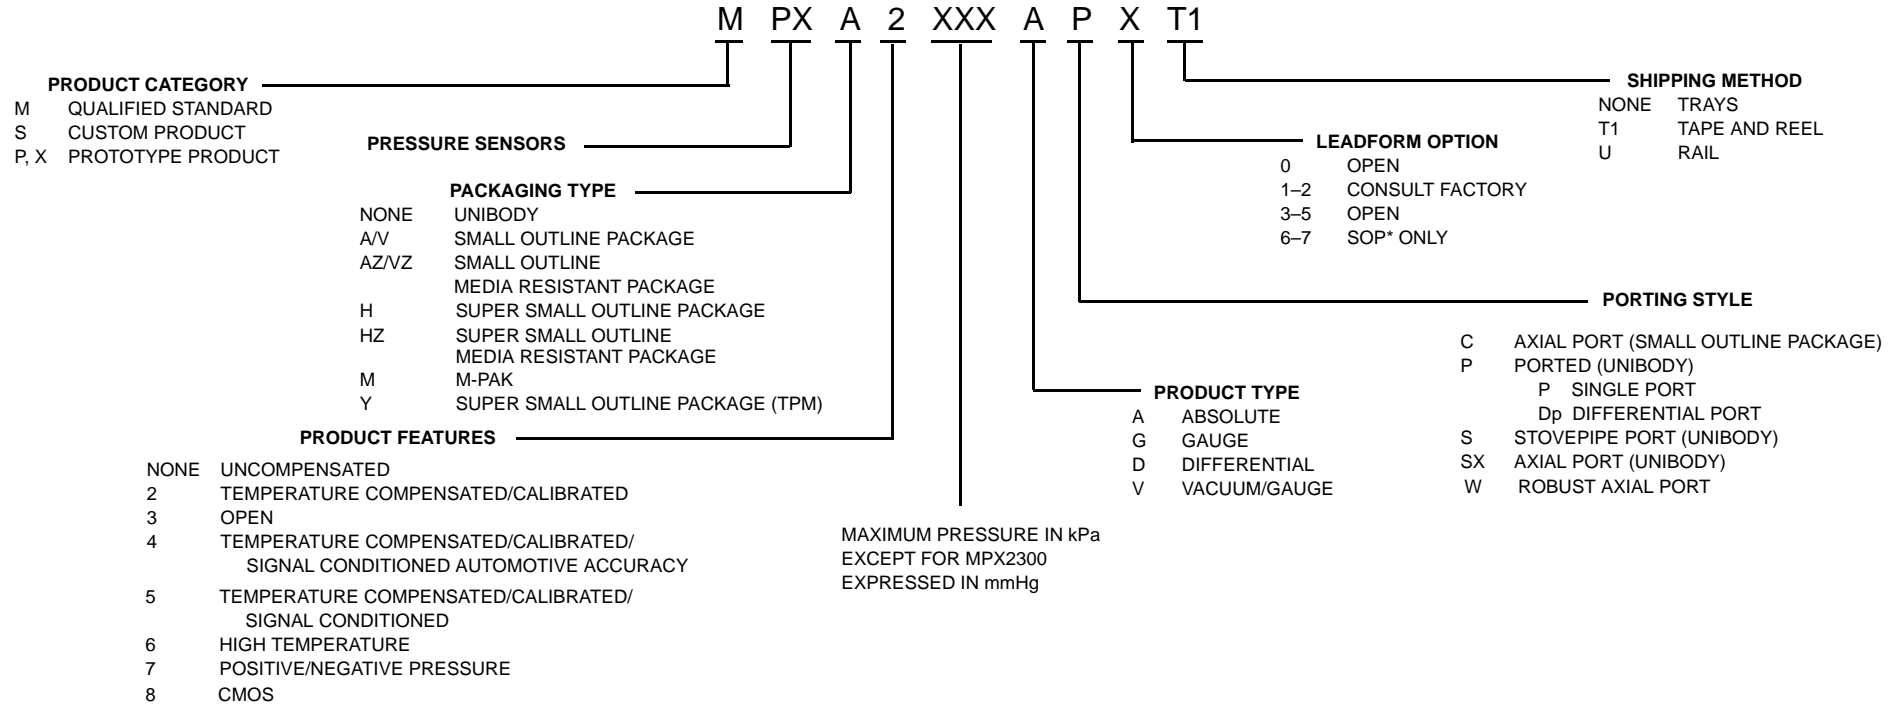 M PX A 2 XXX A P X T1
PRODUCT CATEGORY
M QUALIFIED STANDARD
S CUSTOM PRODUCT
P, X PROTOTYPE PRODUCT
PRESSURE SENSORS
PACKAGING TYPE
NONE UNIBODY
A/V SMALL OUTLINE PACKAGE
AZ/VZ SMALL OUTLINE
MEDIA RESISTANT PACKAGE
H SUPER SMALL OUTLINE PACKAGE
HZ SUPER SMALL OUTLINE
MEDIA RESISTANT PACKAGE
M M-PAK
Y SUPER SMALL OUTLINE PACKAGE (TPM)
PRODUCT FEATURES
NONE UNCOMPENSATED
2 TEMPERATURE COMPENSATED/CALIBRATED
3 OPEN
4 TEMPERATURE COMPENSATED/CALIBRATED/
SIGNAL CONDITIONED AUTOMOTIVE ACCURACY
5 TEMPERATURE COMPENSATED/CALIBRATED/
SIGNAL CONDITIONED
6 HIGH TEMPERATURE
7 POSITIVE/NEGATIVE PRESSURE
8 CMOS
MAXIMUM PRESSURE IN kPa
EXCEPT FOR MPX2300
EXPRESSED IN mmHg
PRODUCT TYPE
A ABSOLUTE
G GAUGE
D DIFFERENTIAL
V VACUUM/GAUGE
PORTING STYLE
C AXIAL PORT (SMALL OUTLINE PACKAGE)
P PORTED (UNIBODY)
P SINGLE PORT
Dp DIFFERENTIAL PORT
S STOVEPIPE PORT (UNIBODY)
SX AXIAL PORT (UNIBODY)
W ROBUST AXIAL PORT
LEADFORM OPTION
0 OPEN
1–2 CONSULT FACTORY
3–5 OPEN
6–7 SOP* ONLY
SHIPPING METHOD
NONE TRAYS
T1 TAPE AND REEL
U RAIL